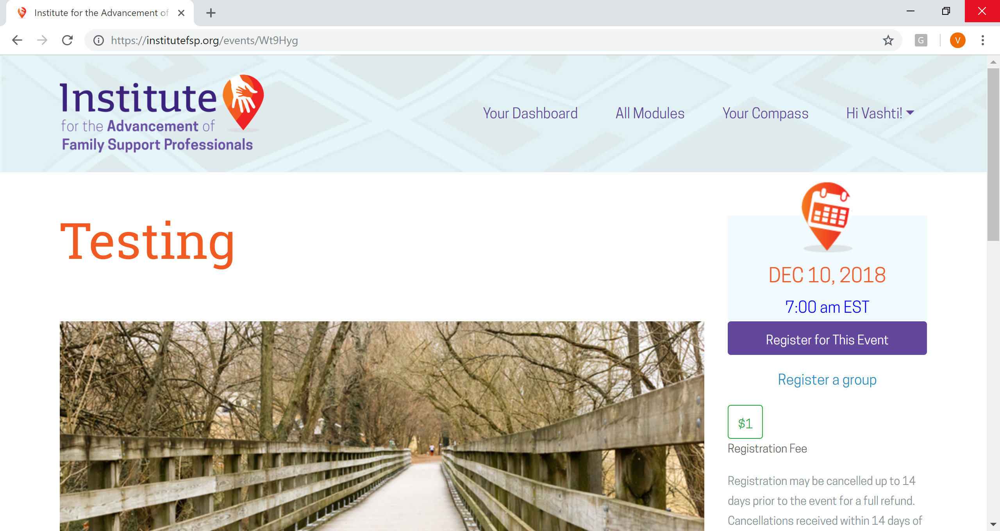 Institute for the Advancement of
https://institutefsp.org/events/Wt9Hyg
G
V
Institute
for the Advancement of
Family Support Professionals
Your Dashboard
All Modules
Your Compass
Hi Vashti!
Testing
DEC 10, 2018
7:00 am EST
Register for This Event
Register a group
$1
Registration Fee
Registration may be cancelled up to 14
days prior to the event for a full refund.
Cancellations received within 14 days of